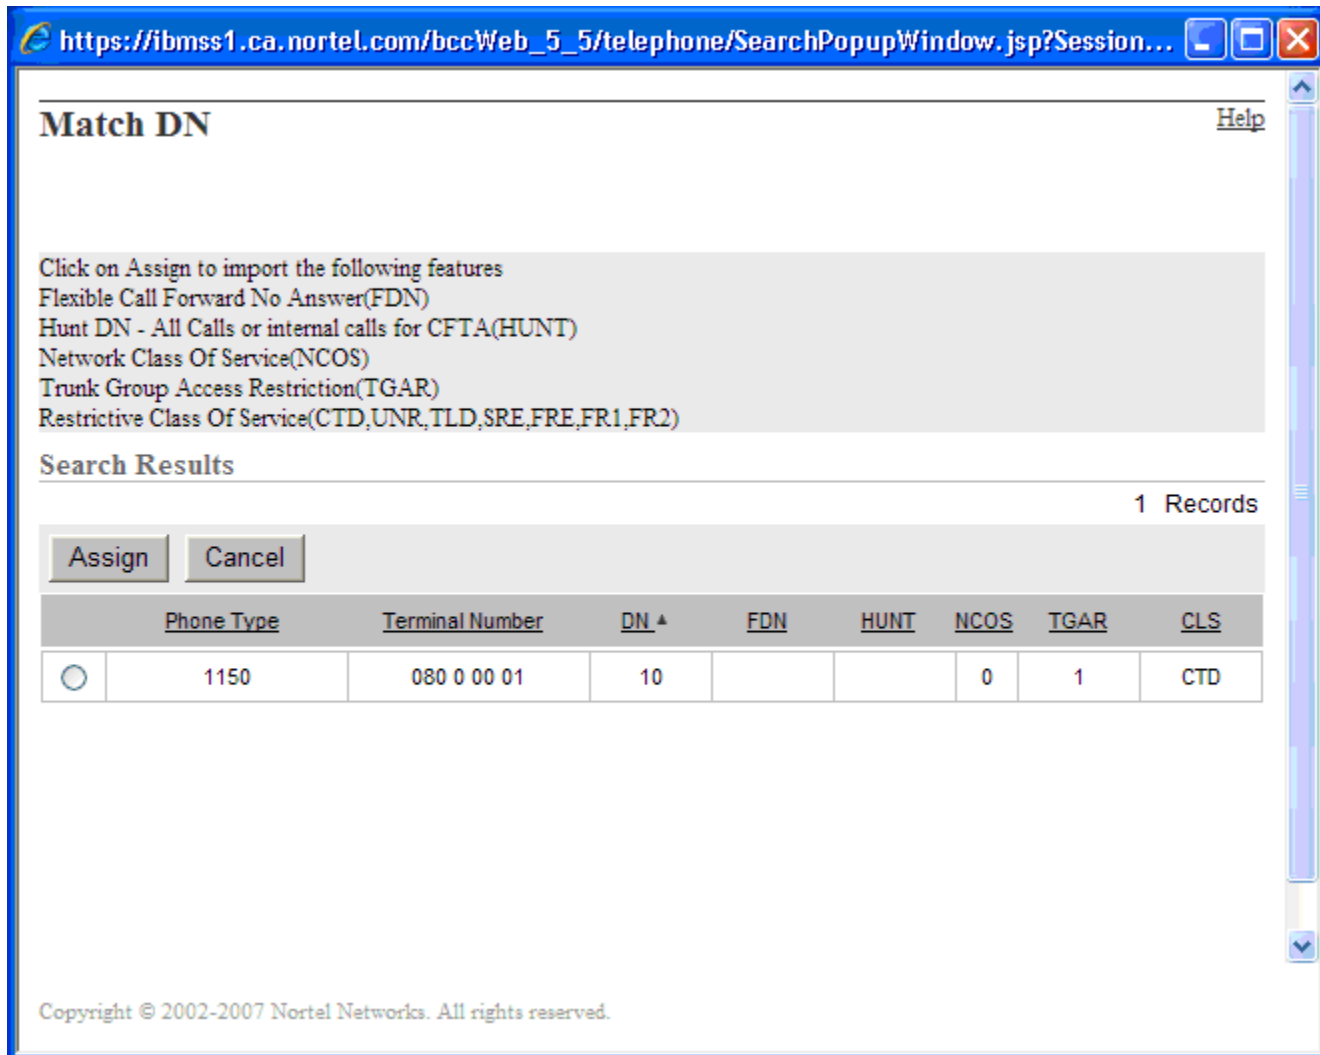 https://ibmss1.ca.nortel.com/bccWeb_5_5/telephone/SearchPopupWindow.jsp?Session...
Match DN
Help
Click on Assign to import the following features
Flexible Call Forward No Answer(FDN)
Hunt DN - All Calls or internal calls for CFTA(HUNT)
Network Class Of Service(NCOS)
Trunk Group Access Restriction(TGAR)
Restrictive Class Of Service(CTD,UNR,TLD,SRE,FRE,FR1,FR2)
Search Results
1 Records
Assign Cancel
Phone Type Terminal Number DN FDN HUNT NCOS TGAR CLS
1150 080 0 00 01 10 0 1 CTD
Copyright © 2002-2007 Nortel Networks. All rights reserved.